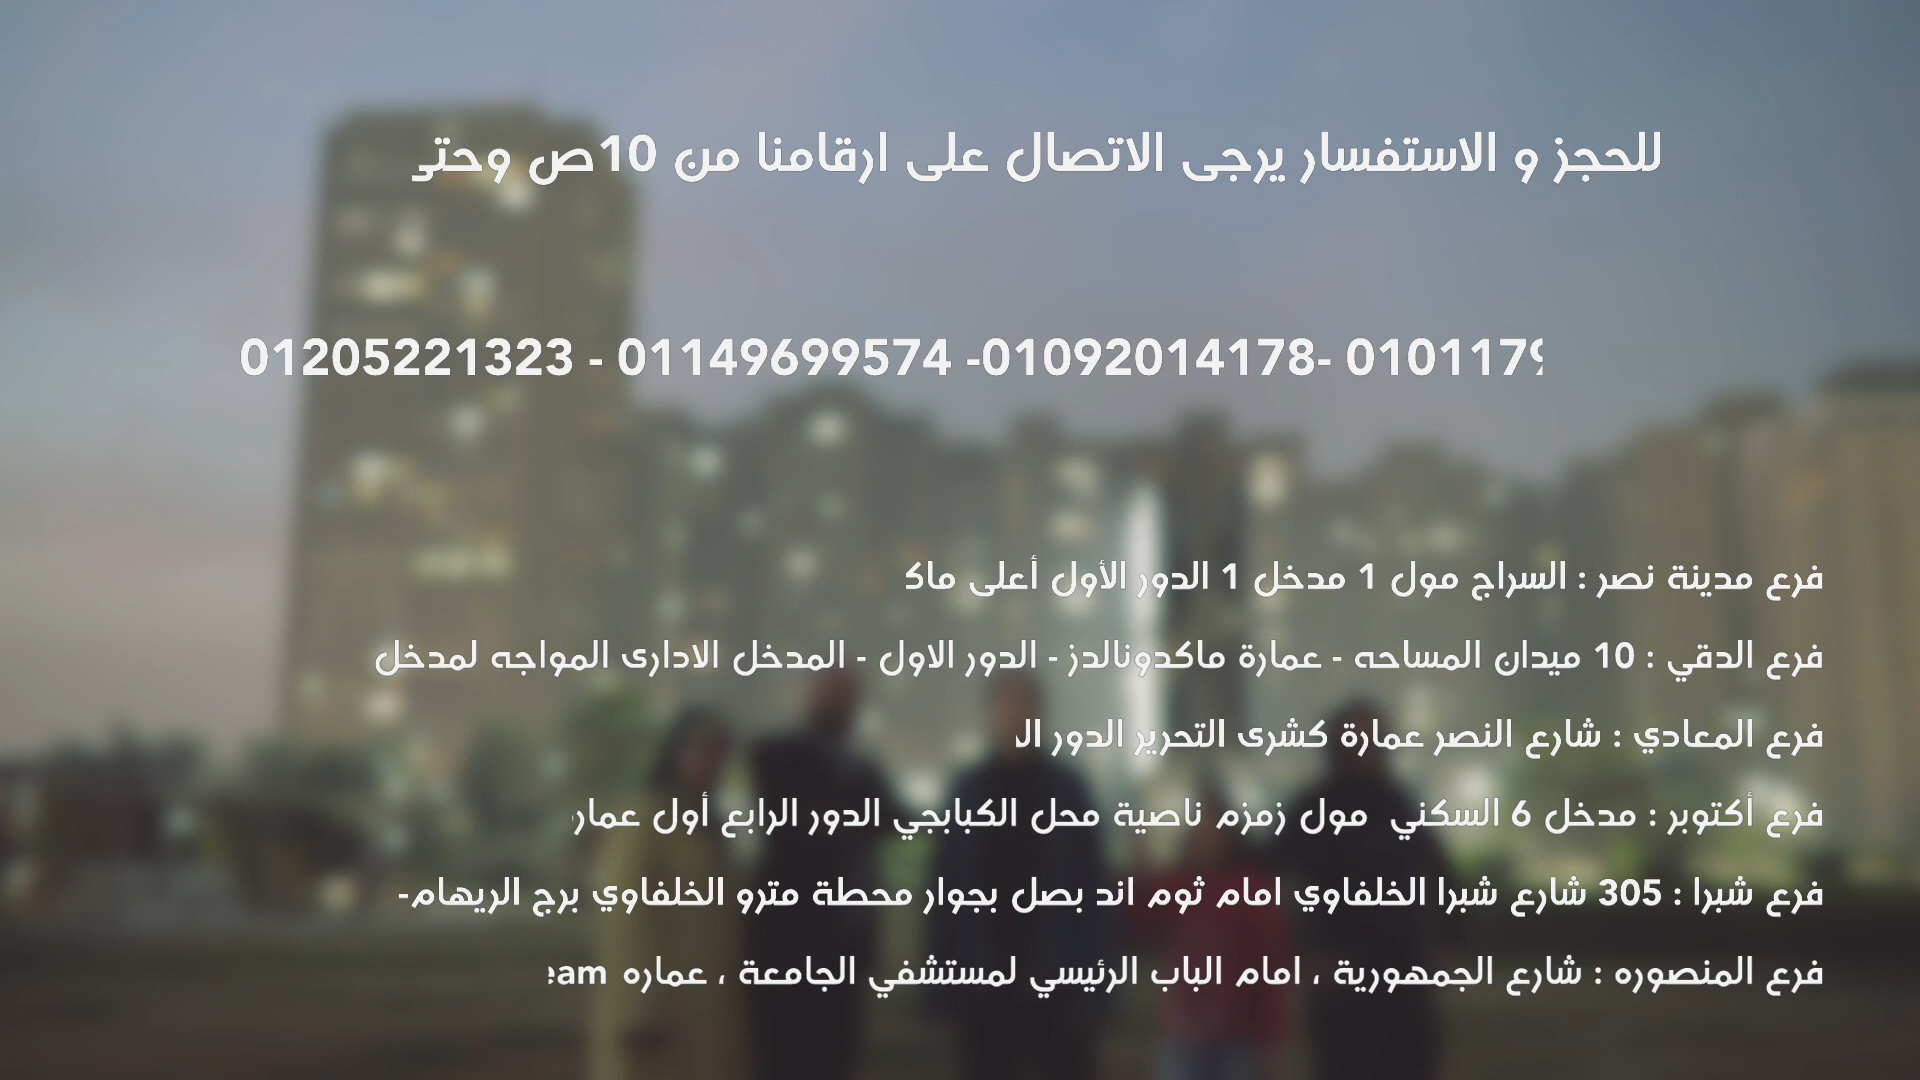 للحجز و الاستفسار يرجى الاتصال على ارقامنا من 10ص وحتى
01205221323 - 01149699574 -01092014178- 0101179
فرع مدينة نصر : السراج مول 1 مدخل 1 الدور الأول أعلى
فرع الدقي : 10 ميدان المساحه - عمارة ماكدونالدز - الدور الاول - المدخل الادارى المواجه لمدخل
فرع المعادي : شارع النصر عمارة كشرى التحرير الدور
فرع أكتوبر : مدخل 6 السكني مول زمزم ناصية محل الكبابجي الدور الرابع أول
فرع شبرا : 305 شارع شبرا الخلفاوي امام ثوم اند بصل بجوار محطة مترو الخلفاوي برج الريهام-
فرع المنصوره : شارع الجمهورية ، امام الباب الرئيسي لمستشفي الجامعة ، عماره